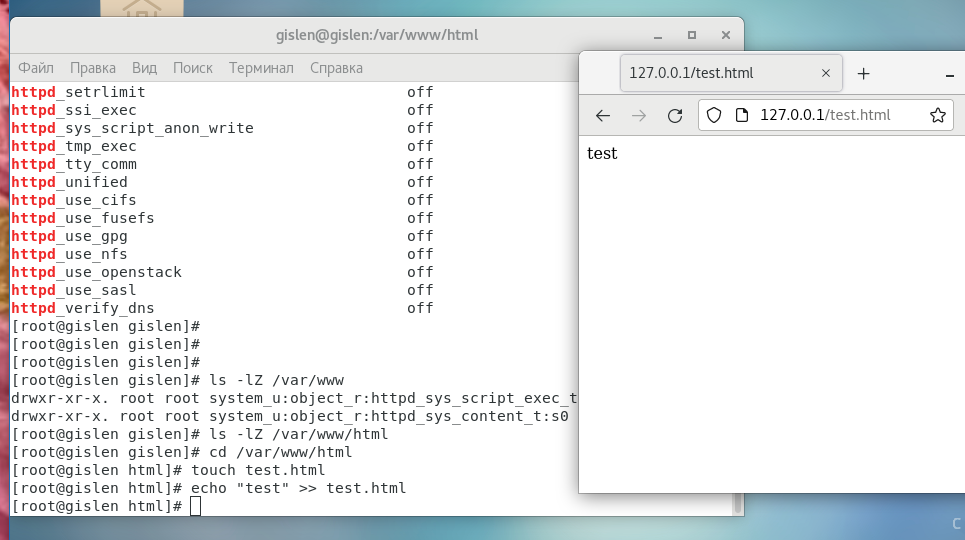 gislen@gislen:/var/www/html
Файл Правка Вид Поиск Терминал Справка
httpd_setrlimit off
httpd_ssi_exec off
httpd_sys_script_anon_write off
httpd_tmp_exec off
httpd_tty_comm off
httpd_unified off
httpd_use_cifs off
httpd_use_fusefs off
httpd_use_gpg off
httpd_use_nfs off
httpd_use_openstack off
httpd_use_sasl off
httpd_verify_dns off
[root@gislen gislen]#
[root@gislen gislen]#
[root@gislen gislen]#
[root@gislen gislen]# ls -lZ /var/www
drwxr-xr-x. root root system_u:object_r:httpd_sys_script_exec_t
drwxr-xr-x. root root system_u:object_r:httpd_sys_content_t:s0
[root@gislen gislen]# ls -lZ /var/www/html
[root@gislen gislen]# cd /var/www/html
[root@gislen html]# touch test.html
[root@gislen html]# echo "test" >> test.html
[root@gislen html]#
127.0.0.1/test.html
127.0.0.1/test.html
test
C